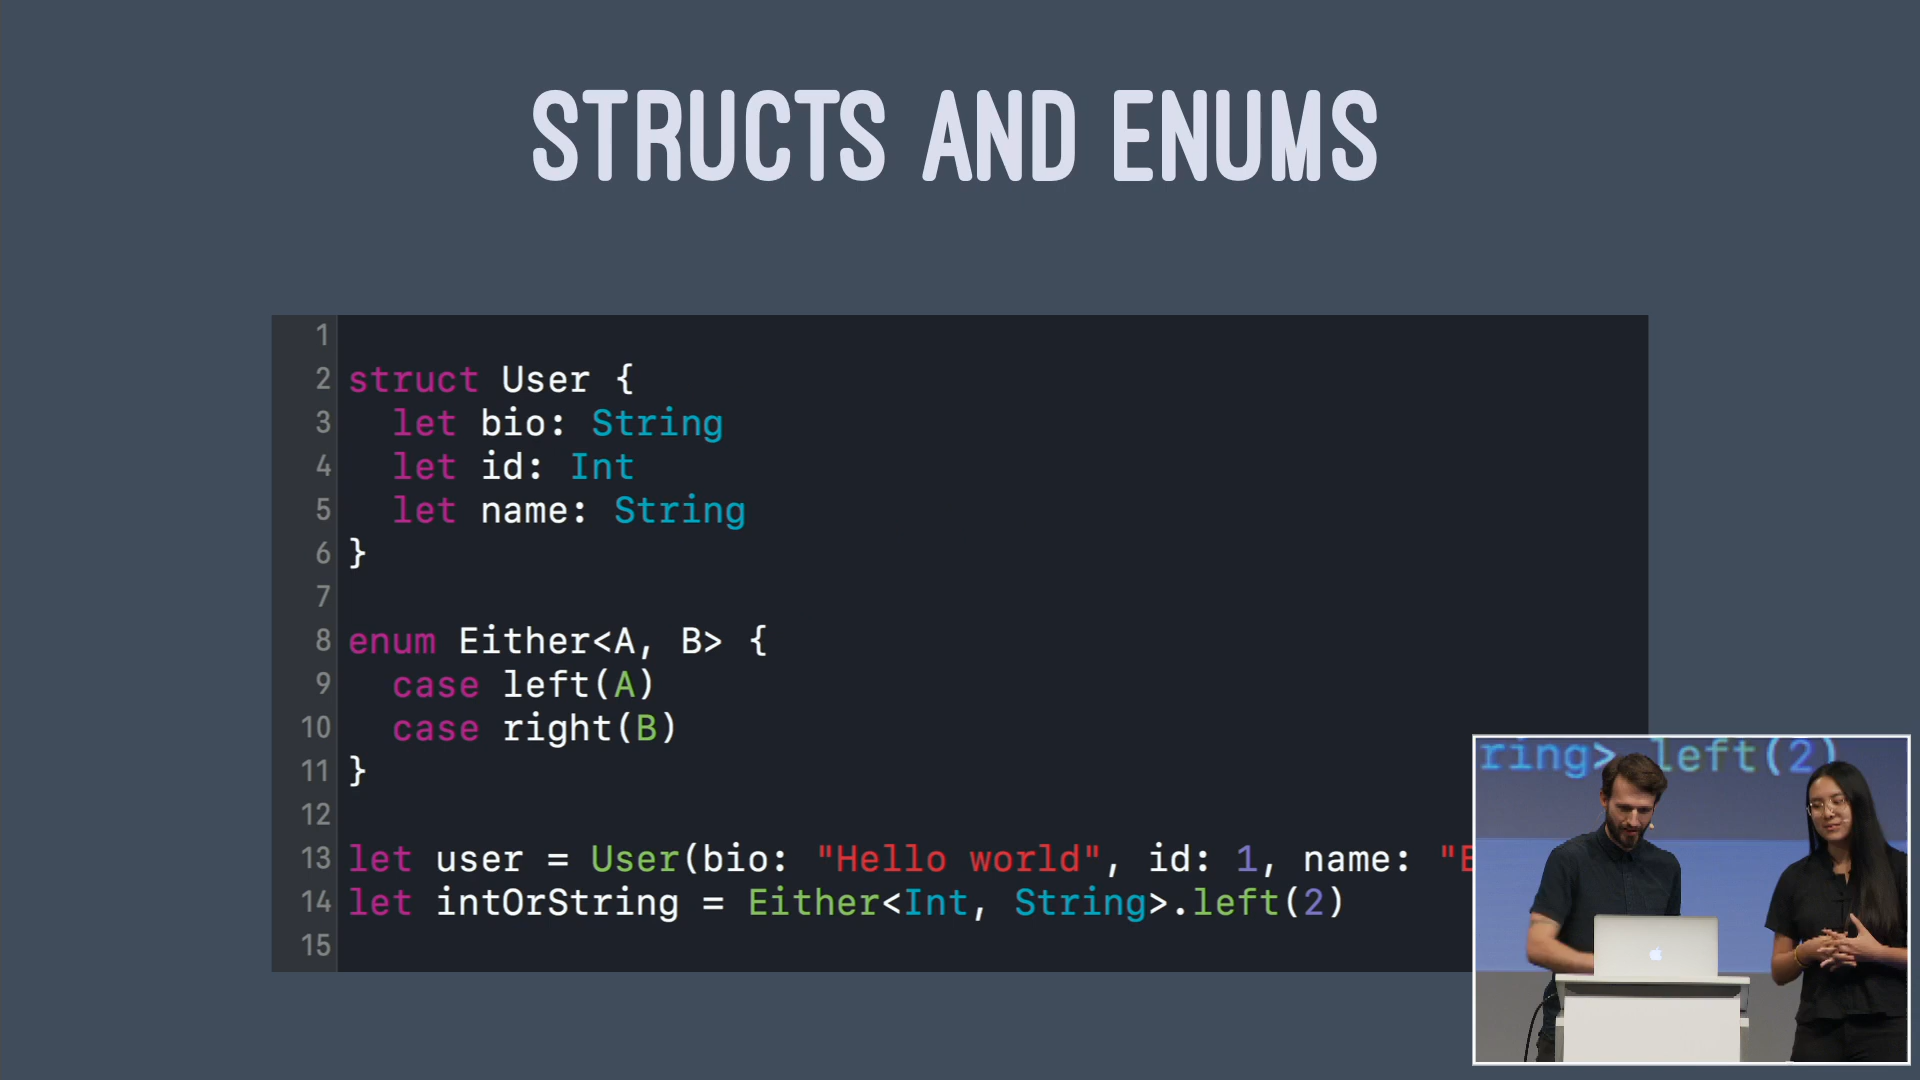 STRUCTS AND ENUMS
1
2 struct User {
3   let bio: String
4   let id: Int
5   let name: String
6 }
7
8 enum Either<A, B> {
9   case left(A)
10   case right(B)
11 }
12
13 let user = User(bio: "Hello world", id: 1, name: "
14 let intOrString = Either<Int, String>.left(2)
15
ring> left(2)